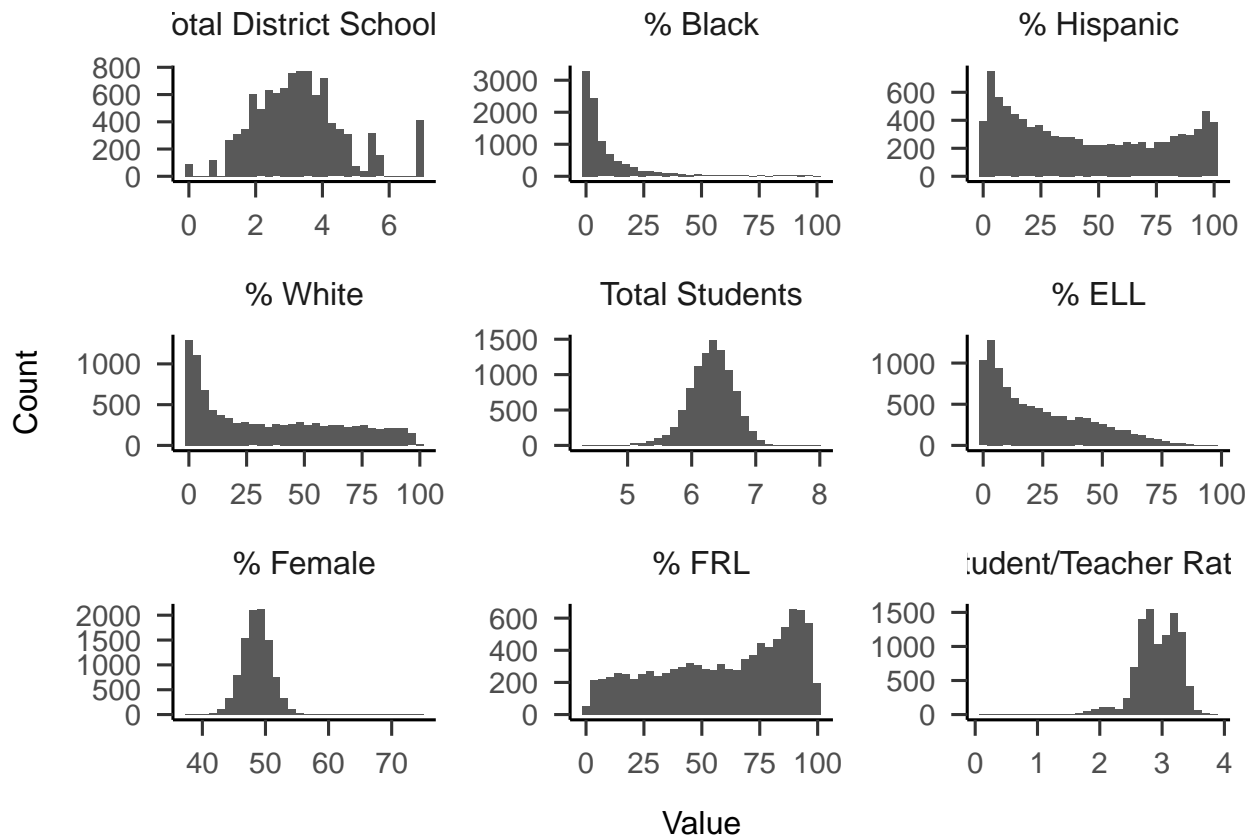 otal District School
% Black
% Hispanic
800
600
400
200
0
0 2 4 6
3000
2000
1000
0
0 25 50 75 100
600
400
200
0
0 25 50 75 100
% White
Total Students
% ELL
1000
500
0
0 25 50 75 100
1500
1000
500
0
5 6 7 8
1000
500
0
0 25 50 75 100
% Female
% FRL
tudent/Teacher Rat
2000
1500
1000
500
0
40 50 60 70
600
400
200
0
0 25 50 75 100
1500
1000
500
0
0 1 2 3 4
Count
Value